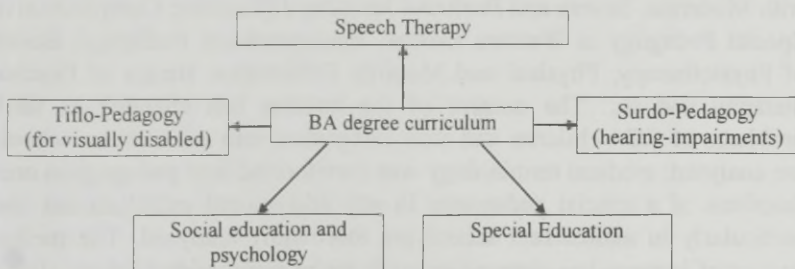 Speech Therapy
Tiflo-Pedagogy
(for visually disabled)
BA degree curriculum
Surdo-Pedagogy
(hearing-impairments)
Social education and
psychology
Special Education